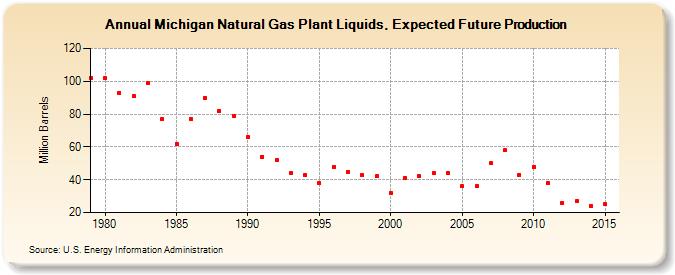 Annual Michigan Natural Gas Plant Liquids, Expected Future Production
Million Barrels
120
100
80
60
40
20
1980 1985 1990 1995 2000 2005 2010 2015
Source: U.S. Energy Information Administration